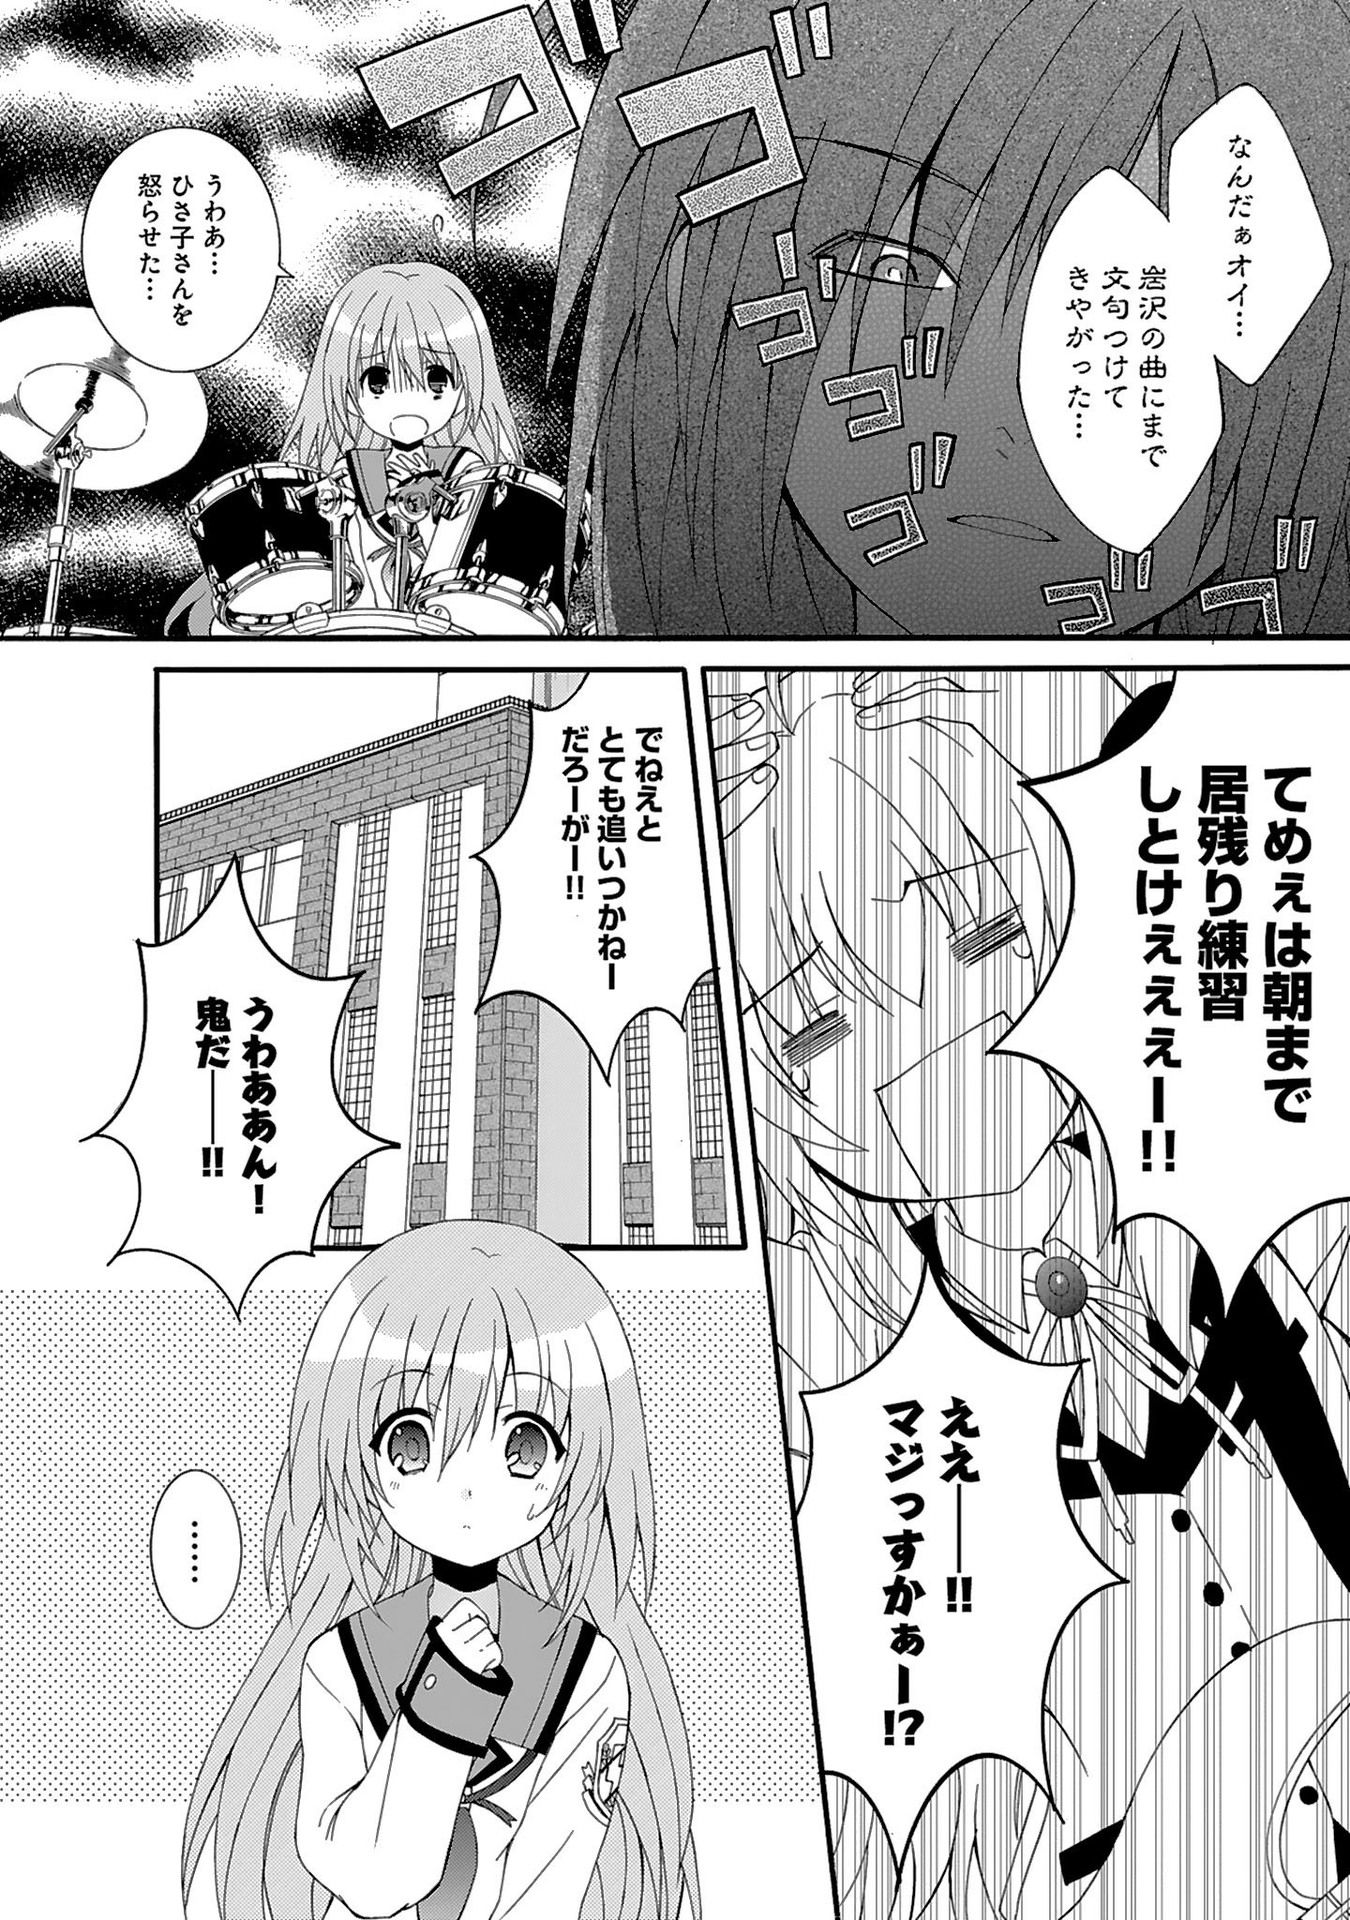 なんだぁオイ…
岩沢の曲にまで
文句つけて
きやがった…
ゴゴゴゴゴゴゴゴ
うわあ…
ひさ子さんを
怒らせた…
てめぇは朝まで
居残り練習
しとけぇぇぇー!!
ええ——!!
マジっすかぁー!?
でねえと
とても追いつかねー
だろーがー!!
うわああん！
鬼だ——!!
……